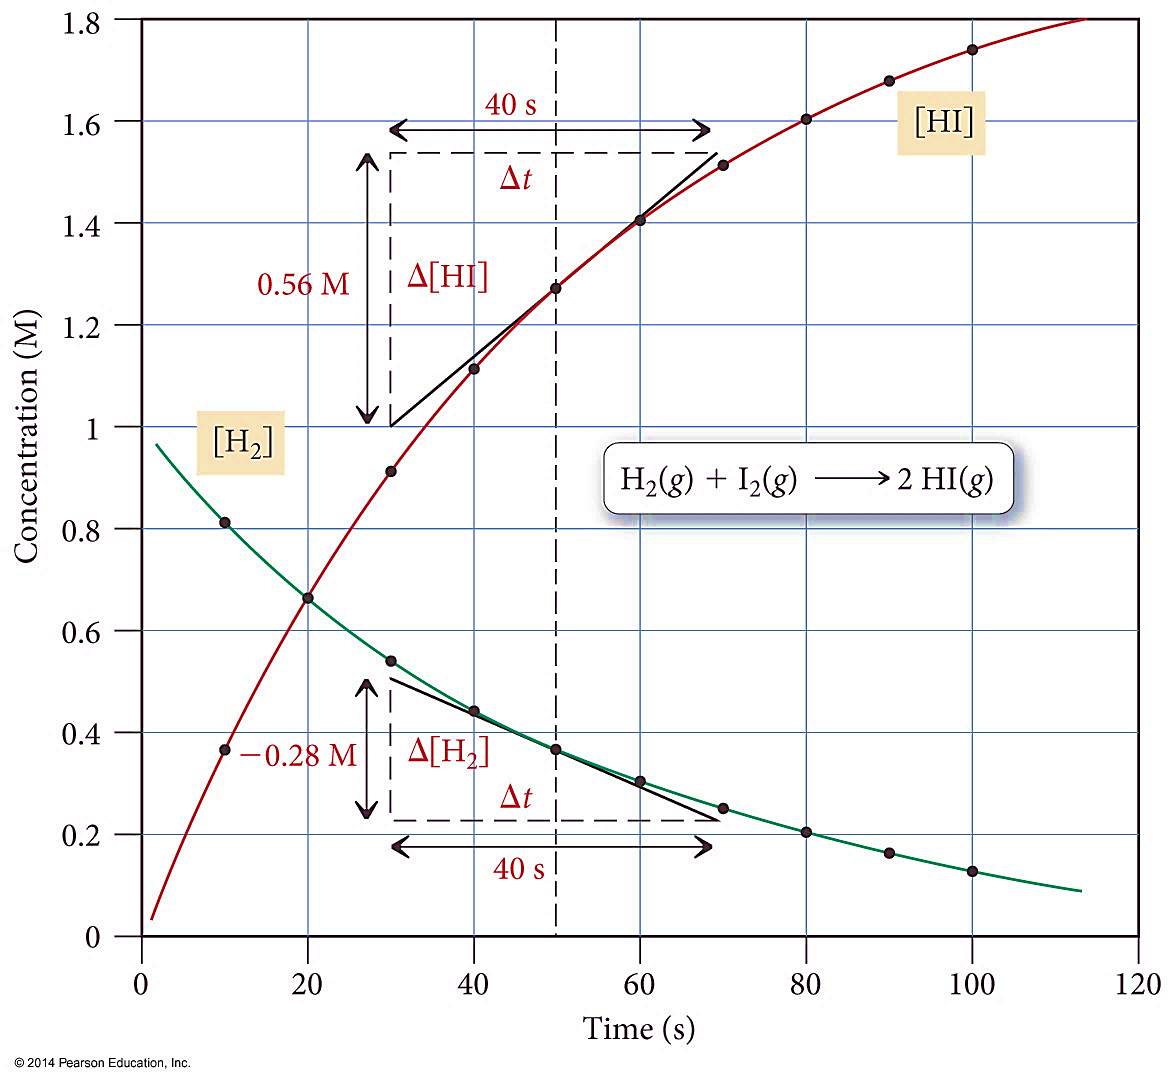 1.8
1.6
1.4
1.2
1
0.8
0.6
0.4
0.2
0
Concentration (M)
40 s
Δt
[HI]
0.56 M
Δ[HI]
[H₂]
H₂(g) + I₂(g) ⟶ 2 HI(g)
−0.28 M
Δ[H₂]
Δt
40 s
0 20 40 60 80 100 120
Time (s)
© 2014 Pearson Education, Inc.